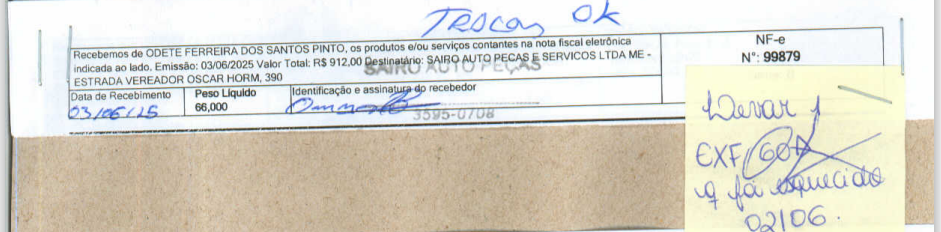 Trocou OK
Recebemos de ODETE FERREIRA DOS SANTOS PINTO, os produtos e/ou serviços contantes na nota fiscal eletrônica
indicada ao lado. Emissão: 03/06/2025 Valor Total: R$ 912,00 Destinatário: SAIRO AUTO PECAS E SERVICOS LTDA ME -
ESTRADA VEREADOR OSCAR HORM, 390
SAIRO AUTO PEÇAS
NF-e
N°: 99879
Data de Recebimento
03/06/25
Peso Líquido
66,000
Identificação e assinatura do recebedor
3595-0708
Levar 1
EXF 60
q foi esquecido
02/06.